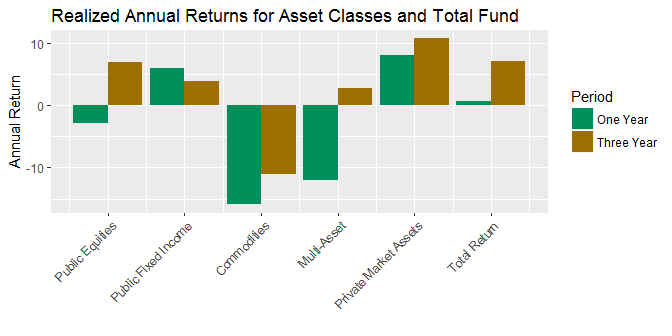 Realized Annual Returns for Asset Classes and Total Fund
Annual Return
10
0
-10
Public Equities
Public Fixed Income
Commodities
Multi-Asset
Private Market Assets
Total Return
Period
One Year
Three Year